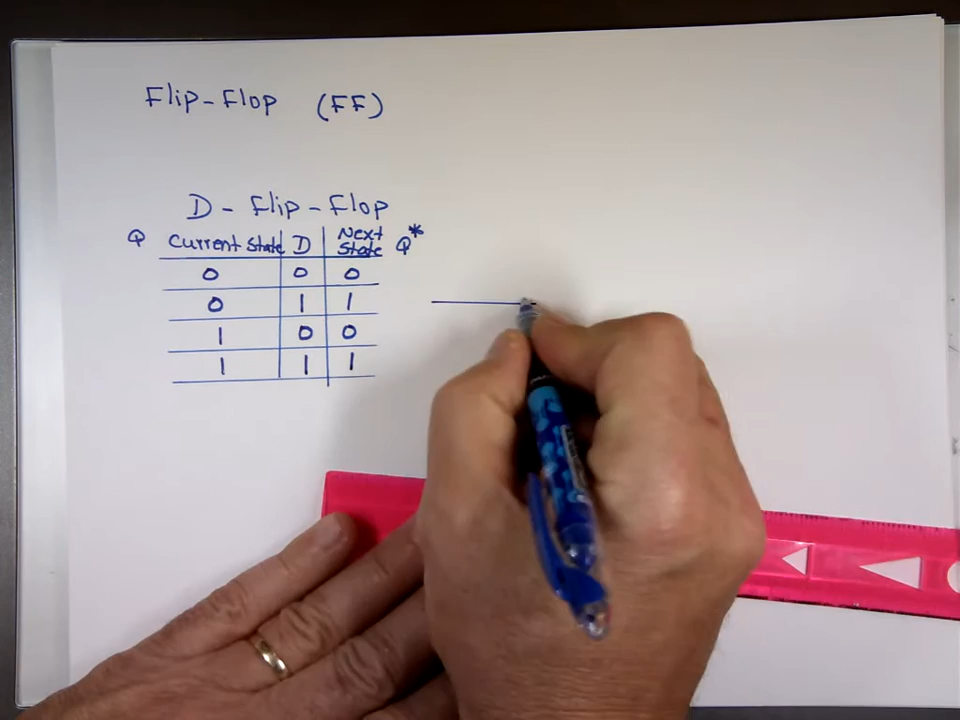 Flip-Flop (FF)
D-Flip-Flop
Q Current State D Next State Q*
0 0 0
0 1 1
1 0 0
1 1 1